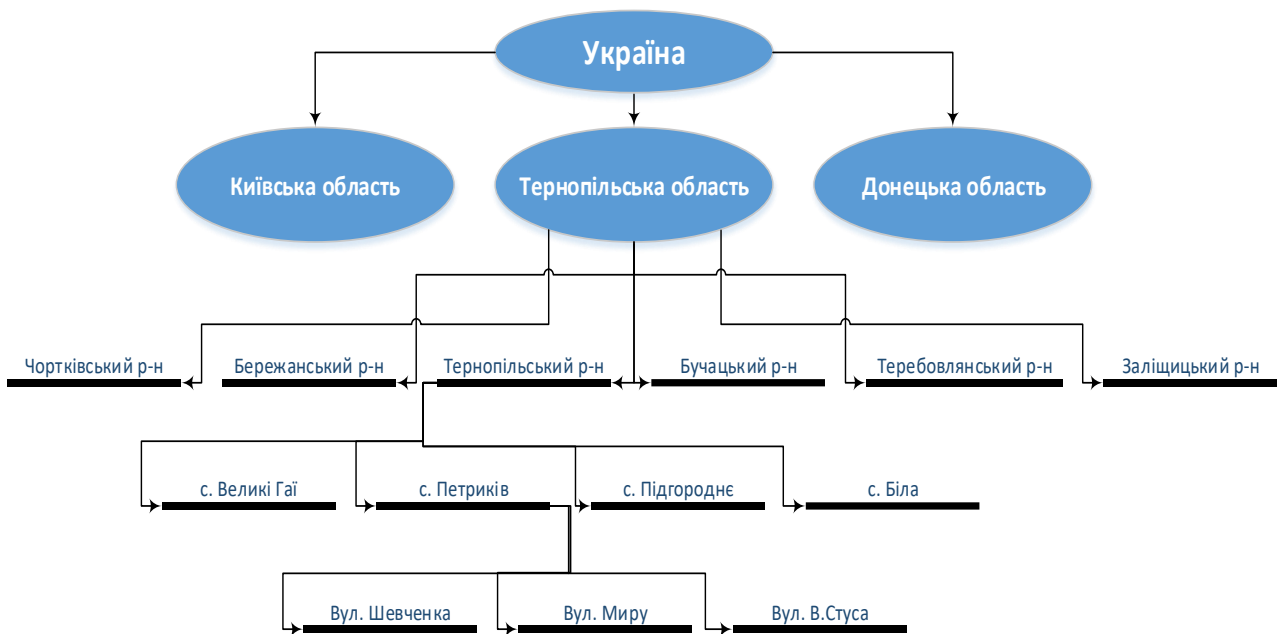 Україна
Київська область
Тернопільська область
Донецька область
Чортківський р-н
Бережанський р-н
Тернопільський р-н
Бучацький р-н
Теребовлянський р-н
Заліщицький р-н
с. Великі Гаї
с. Петриків
с. Підгороднє
с. Біла
Вул. Шевченка
Вул. Миру
Вул. В.Стуса